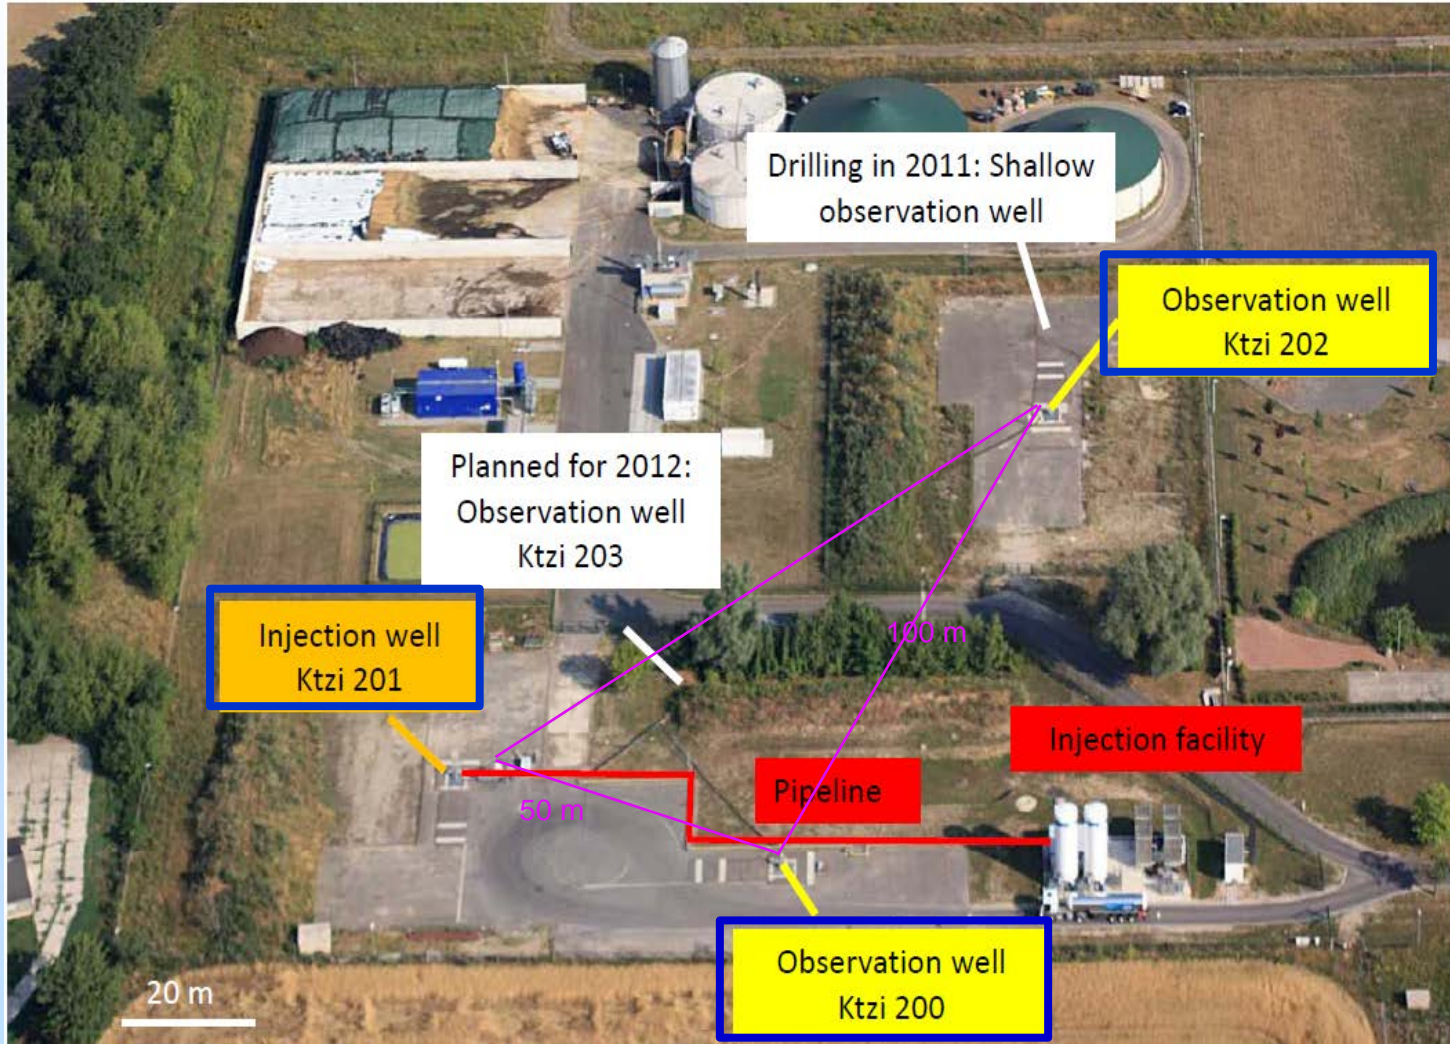 Drilling in 2011: Shallow
observation well
Observation well
Ktzi 202
Planned for 2012:
Observation well
Ktzi 203
Injection well
Ktzi 201
100 m
Injection facility
Pipeline
50 m
Observation well
Ktzi 200
20 m